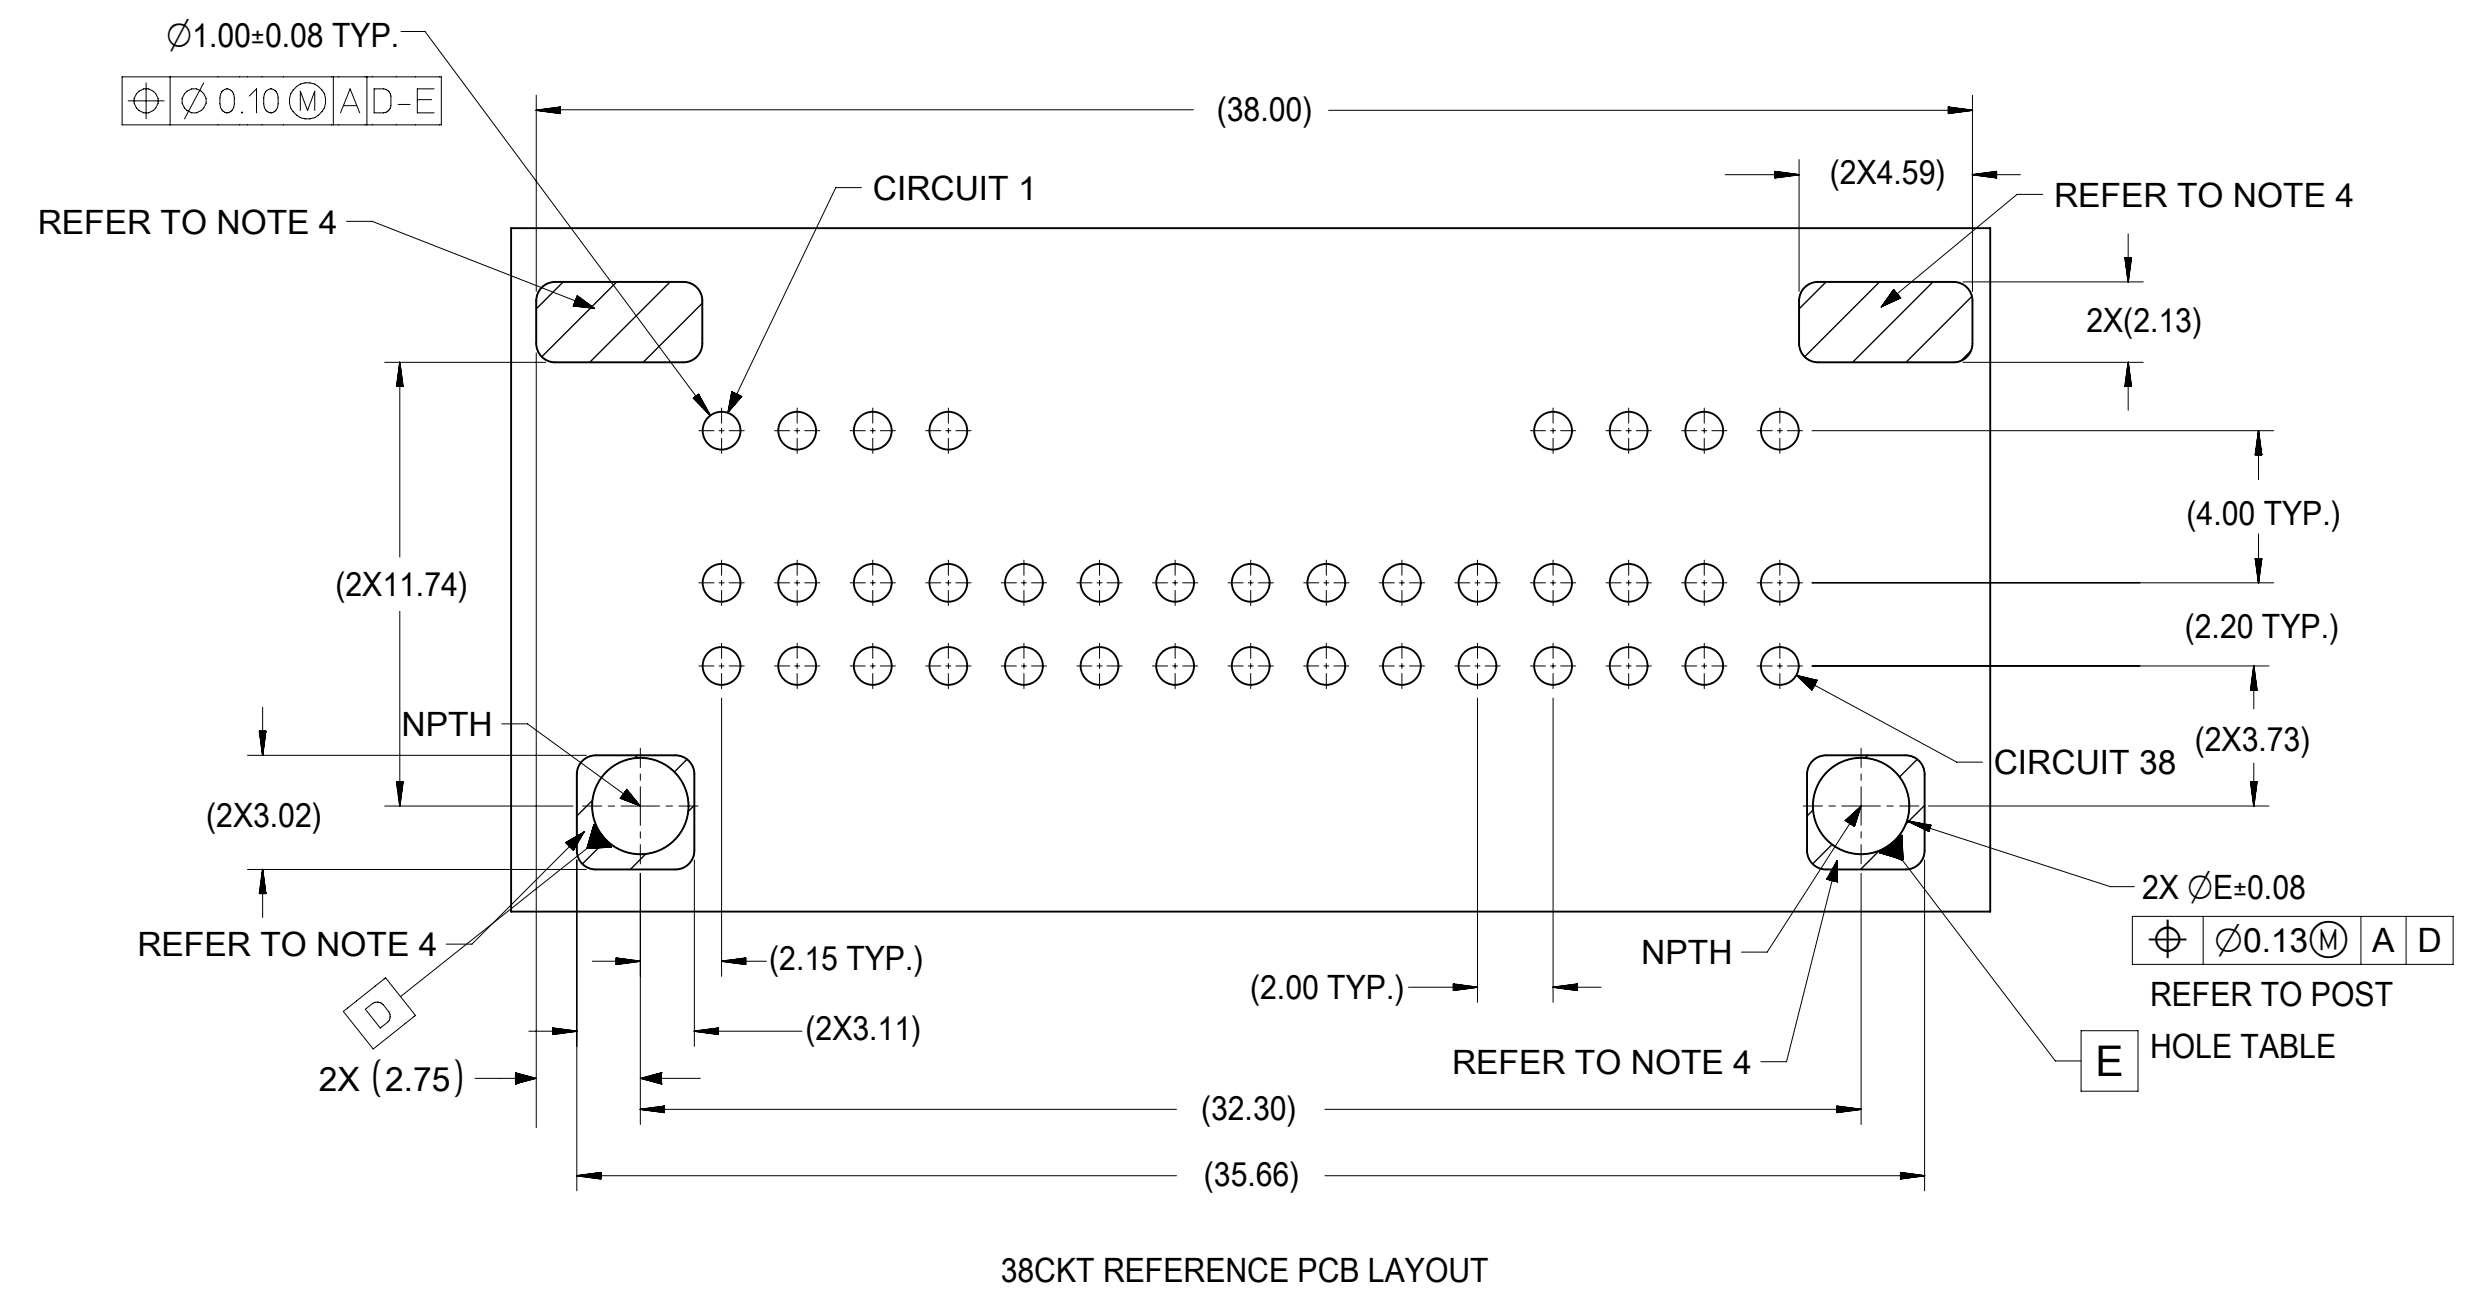 ∅1.00±0.08 TYP.
⌖ ∅ 0.10 Ⓜ A D-E
(38.00)
(2X4.59)
CIRCUIT 1
REFER TO NOTE 4
REFER TO NOTE 4
2X(2.13)
(4.00 TYP.)
(2X11.74)
(2.20 TYP.)
NPTH
(2X3.73)
CIRCUIT 38
(2X3.02)
2X ∅E±0.08
⌖ ∅0.13Ⓜ A D
REFER TO POST
HOLE TABLE
REFER TO NOTE 4
(2.15 TYP.)
NPTH
(2.00 TYP.)
D
(2X3.11)
REFER TO NOTE 4
E
2X (2.75)
(32.30)
(35.66)
38CKT REFERENCE PCB LAYOUT